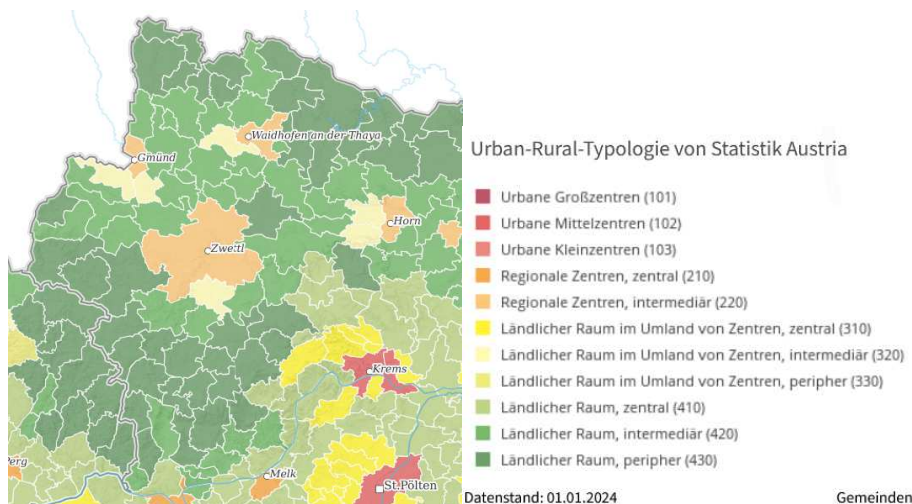 Waidhofen an der Thaya
Gmünd
Horn
Zwettl
Krems
Perg
Melk
St.Pölten
Urban-Rural-Typologie von Statistik Austria
Urbane Großzentren (101)
Urbane Mittelzentren (102)
Urbane Kleinzentren (103)
Regionale Zentren, zentral (210)
Regionale Zentren, intermediär (220)
Ländlicher Raum im Umland von Zentren, zentral (310)
Ländlicher Raum im Umland von Zentren, intermediär (320)
Ländlicher Raum im Umland von Zentren, peripher (330)
Ländlicher Raum, zentral (410)
Ländlicher Raum, intermediär (420)
Ländlicher Raum, peripher (430)
Datenstand: 01.01.2024 Gemeinden